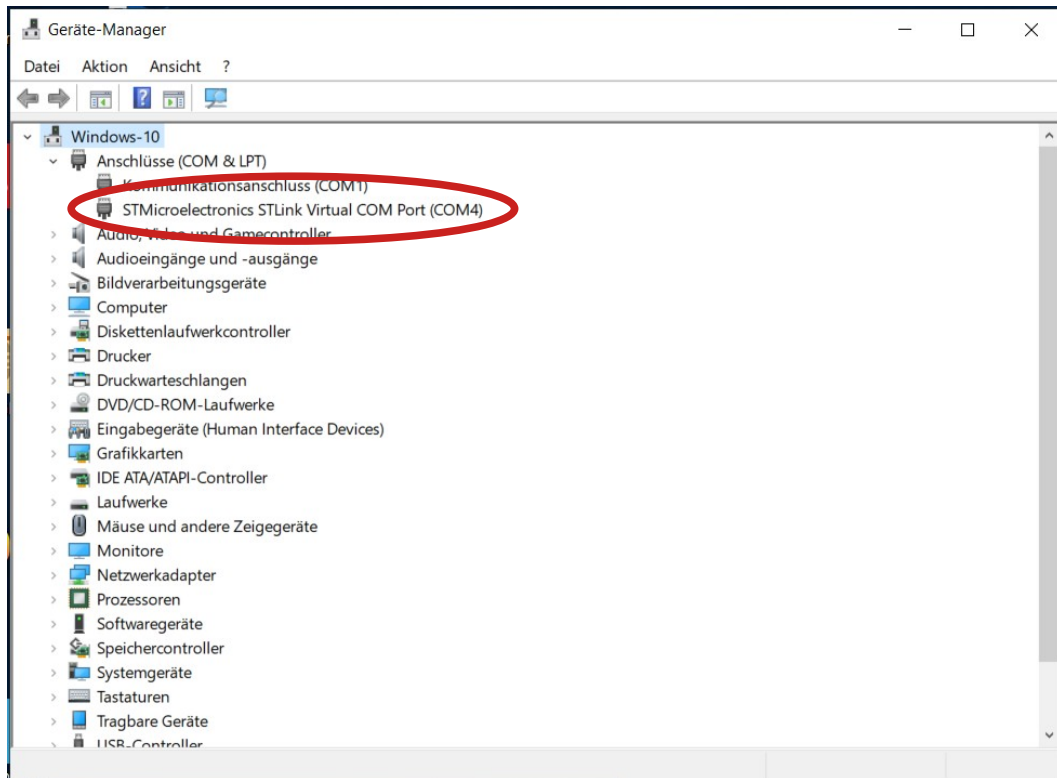 Geräte-Manager
Datei Aktion Ansicht ?
Windows-10
Anschlüsse (COM & LPT)
Kommunikationsanschluss (COM1)
STMicroelectronics STLink Virtual COM Port (COM4)
Audio, Video und Gamecontroller
Audioeingänge und -ausgänge
Bildverarbeitungsgeräte
Computer
Diskettenlaufwerkcontroller
Drucker
Druckwarteschlangen
DVD/CD-ROM-Laufwerke
Eingabegeräte (Human Interface Devices)
Grafikkarten
IDE ATA/ATAPI-Controller
Laufwerke
Mäuse und andere Zeigegeräte
Monitore
Netzwerkadapter
Prozessoren
Softwaregeräte
Speichercontroller
Systemgeräte
Tastaturen
Tragbare Geräte
USB-Controller